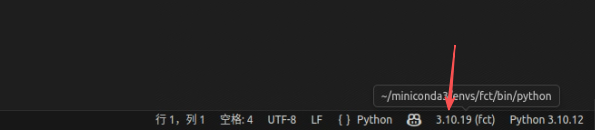 ~/miniconda3/envs/fct/bin/python
行 1，列 1 空格: 4 UTF-8 LF { } Python 3.10.19 (fct) Python 3.10.12